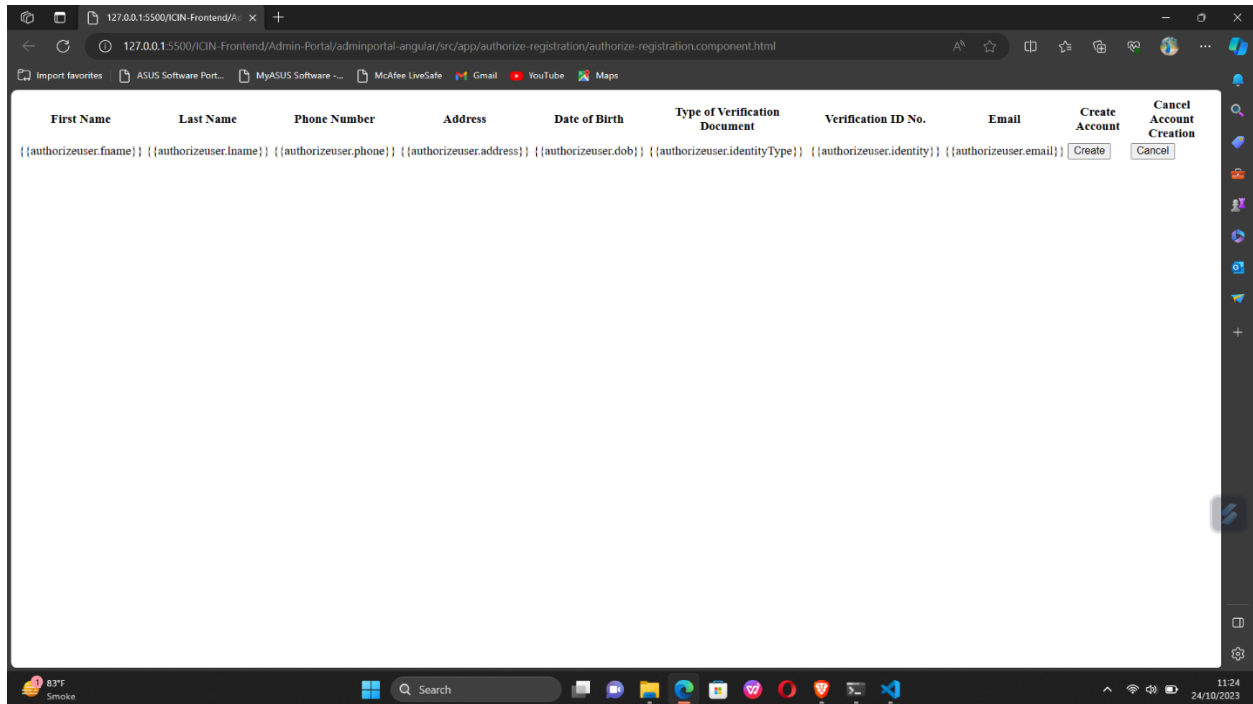 127.0.0.1:5500/ICIN-Frontend/Ad
127.0.0.1:5500/ICIN-Frontend/Admin-Portal/adminportal-angular/src/app/authorize-registration/authorize-registration.component.html
Import favorites ASUS Software Port... MyASUS Software -... McAfee LiveSafe Gmail YouTube Maps
First Name Last Name Phone Number Address Date of Birth Type of Verification Document Verification ID No. Email Create Account Cancel Account Creation
{{authorizeuser.fname}} {{authorizeuser.lname}} {{authorizeuser.phone}} {{authorizeuser.address}} {{authorizeuser.dob}} {{authorizeuser.identityType}} {{authorizeuser.identity}} {{authorizeuser.email}} Create Cancel
1 83°F
Smoke
Search
11:24
24/10/2023